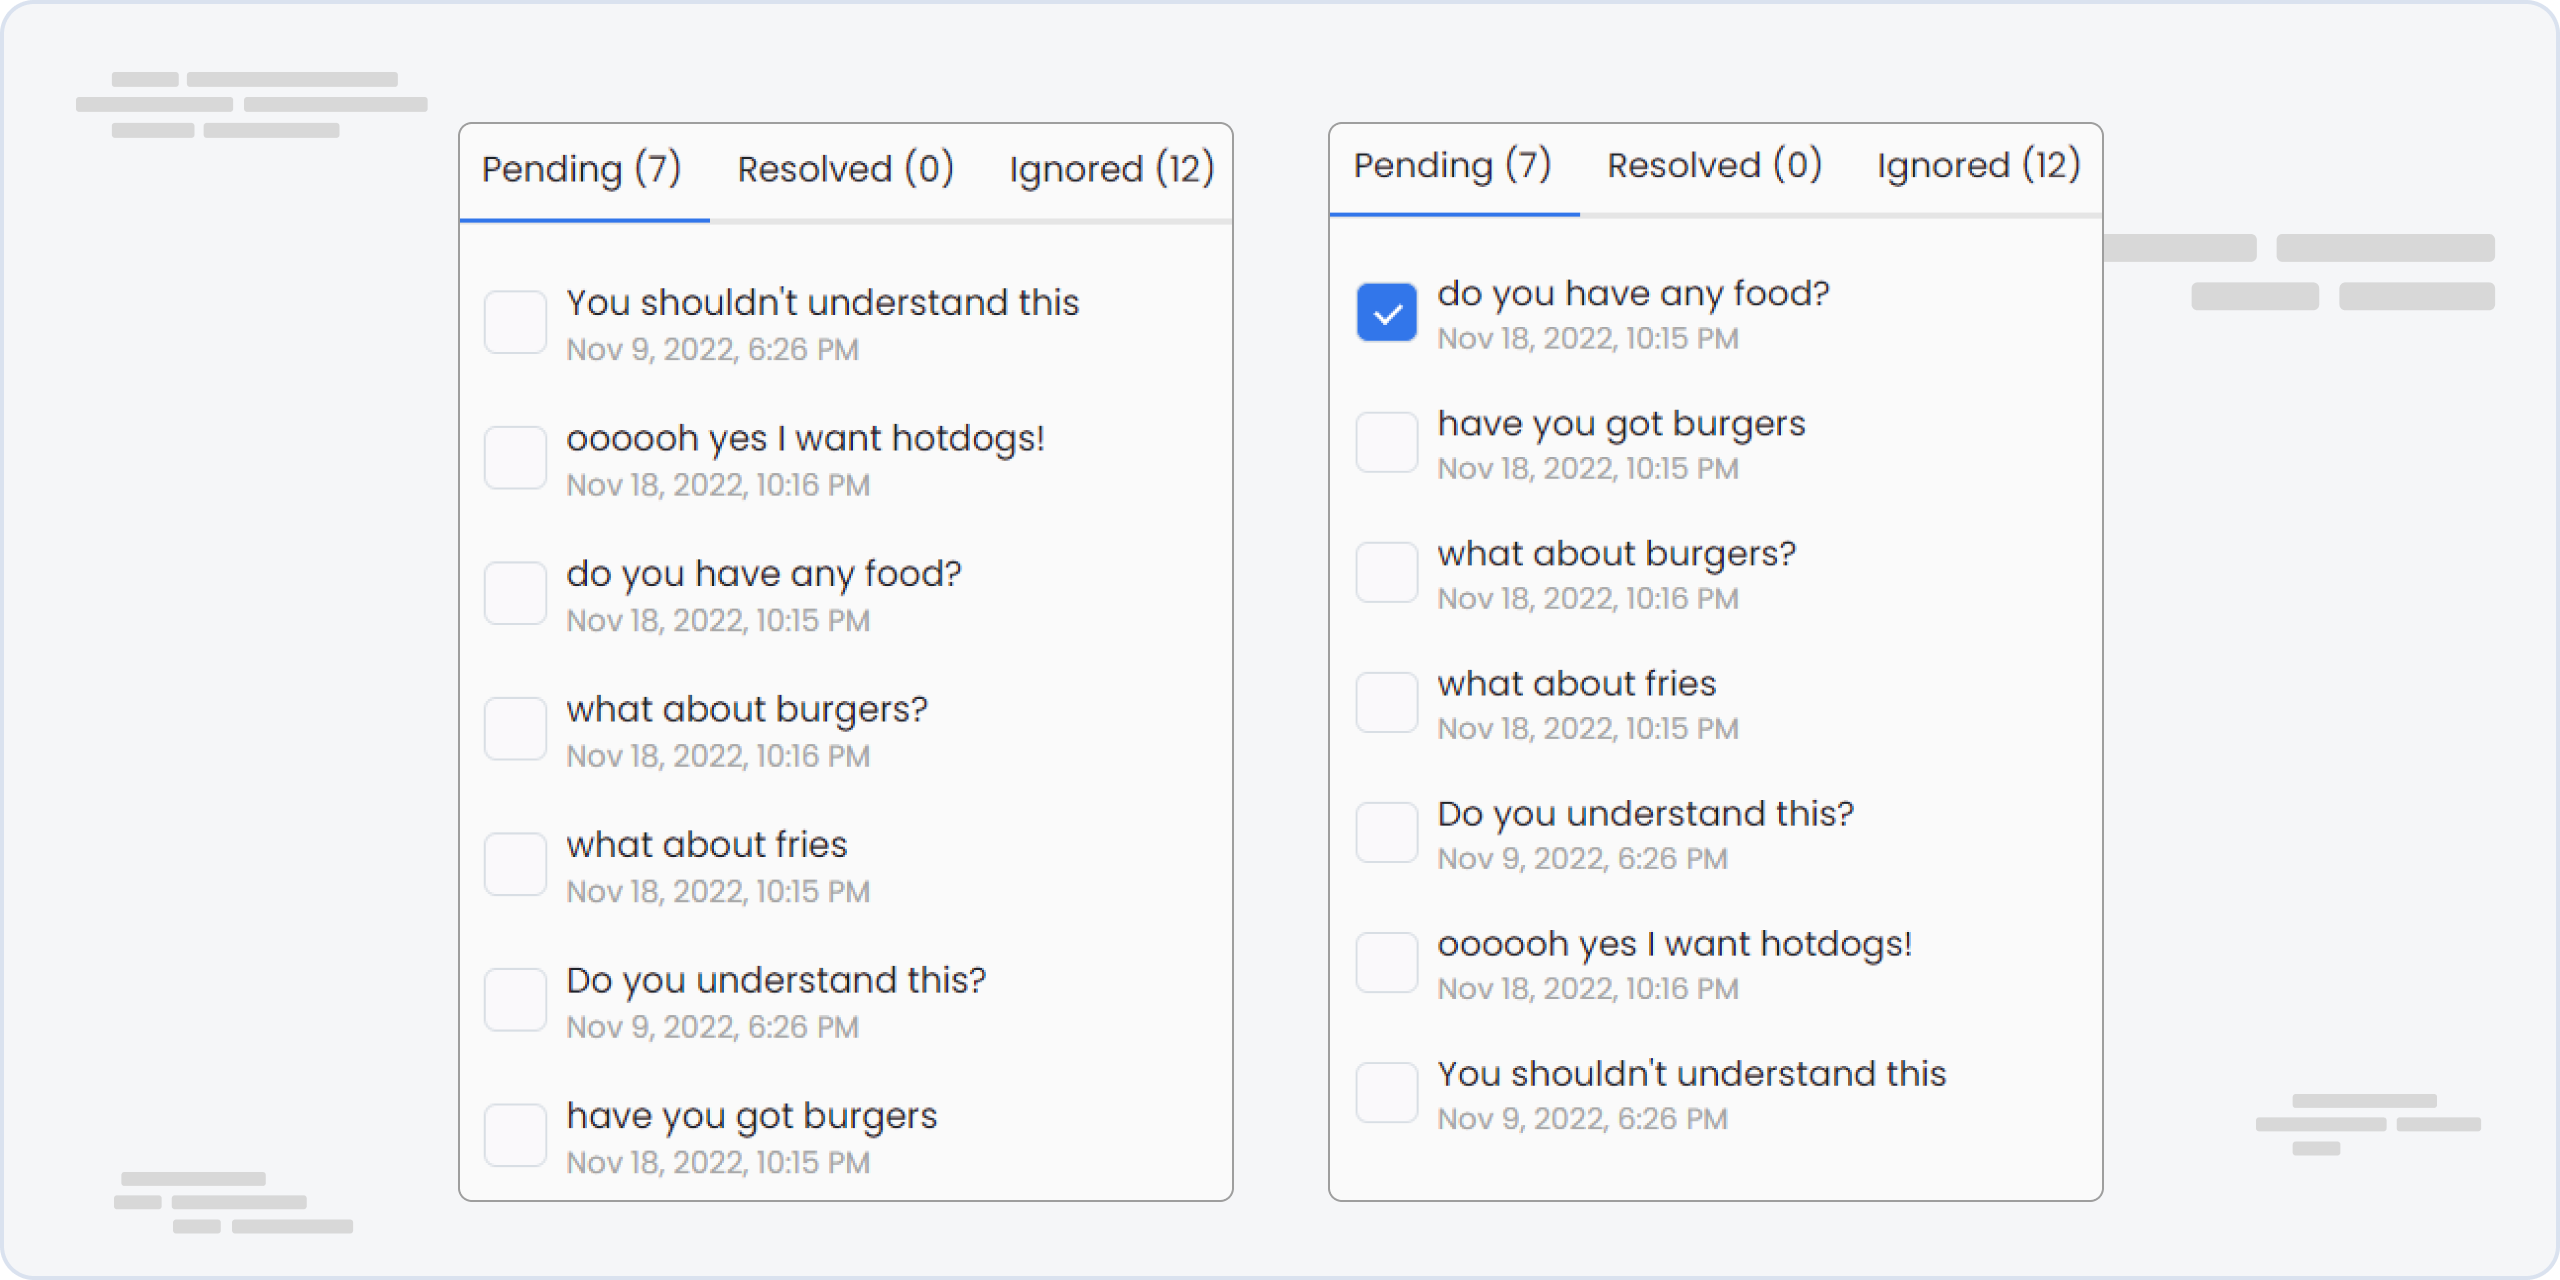 Pending (7) Resolved (0) Ignored (12)
You shouldn't understand this
Nov 9, 2022, 6:26 PM
oooooh yes I want hotdogs!
Nov 18, 2022, 10:16 PM
do you have any food?
Nov 18, 2022, 10:15 PM
what about burgers?
Nov 18, 2022, 10:16 PM
what about fries
Nov 18, 2022, 10:15 PM
Do you understand this?
Nov 9, 2022, 6:26 PM
have you got burgers
Nov 18, 2022, 10:15 PM
Pending (7) Resolved (0) Ignored (12)
do you have any food?
Nov 18, 2022, 10:15 PM
have you got burgers
Nov 18, 2022, 10:15 PM
what about burgers?
Nov 18, 2022, 10:16 PM
what about fries
Nov 18, 2022, 10:15 PM
Do you understand this?
Nov 9, 2022, 6:26 PM
oooooh yes I want hotdogs!
Nov 18, 2022, 10:16 PM
You shouldn't understand this
Nov 9, 2022, 6:26 PM